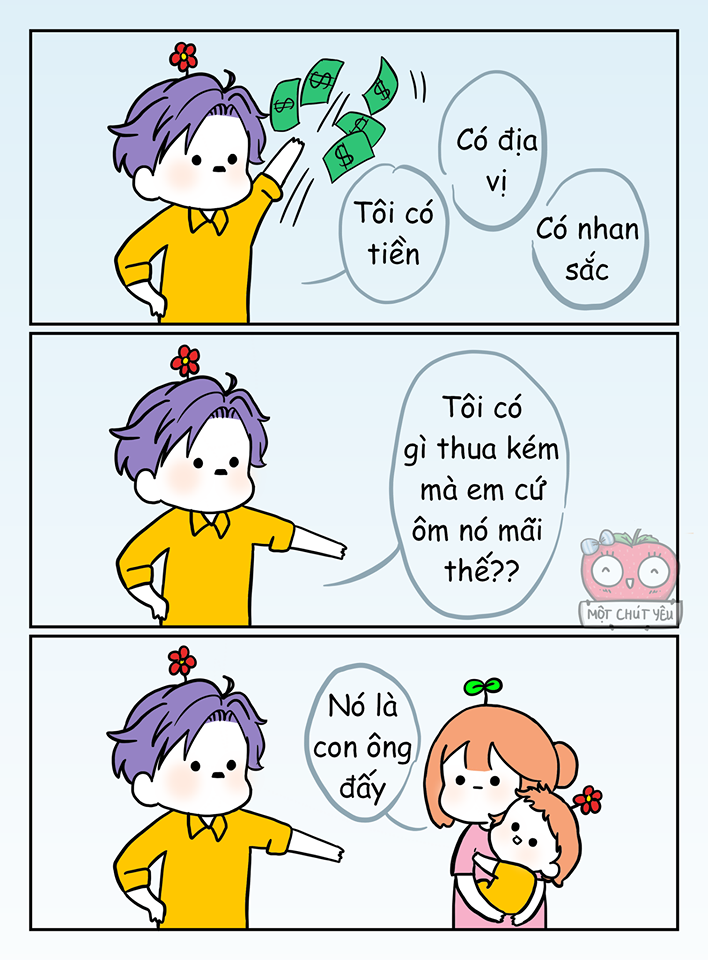 Tôi có
tiền
Có địa
vị
Có nhan
sắc
Tôi có
gì thua kém
mà em cứ
ôm nó mãi
thế??
MỘT CHÚT YÊU
Nó là
con ông
đấy